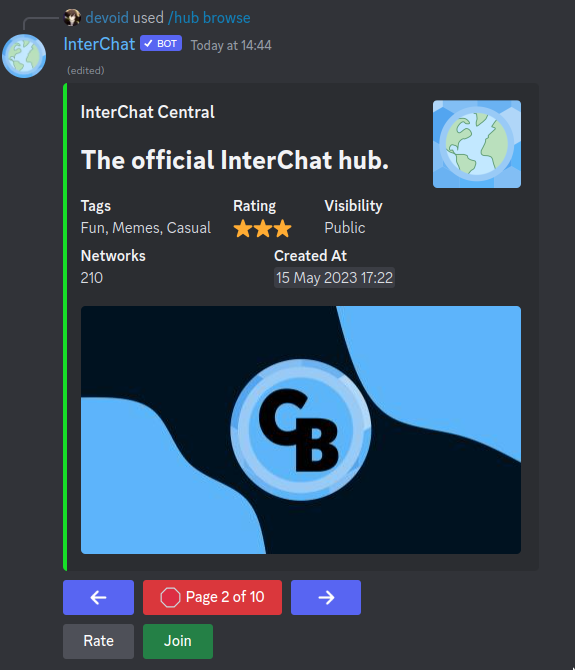 devoid used /hub browse
InterChat ✓ BOT Today at 14:44
(edited)
InterChat Central
The official InterChat hub.
Tags Rating Visibility
Fun, Memes, Casual ⭐⭐⭐ Public
Networks Created At
210 15 May 2023 17:22
CB
← Page 2 of 10 →
Rate Join